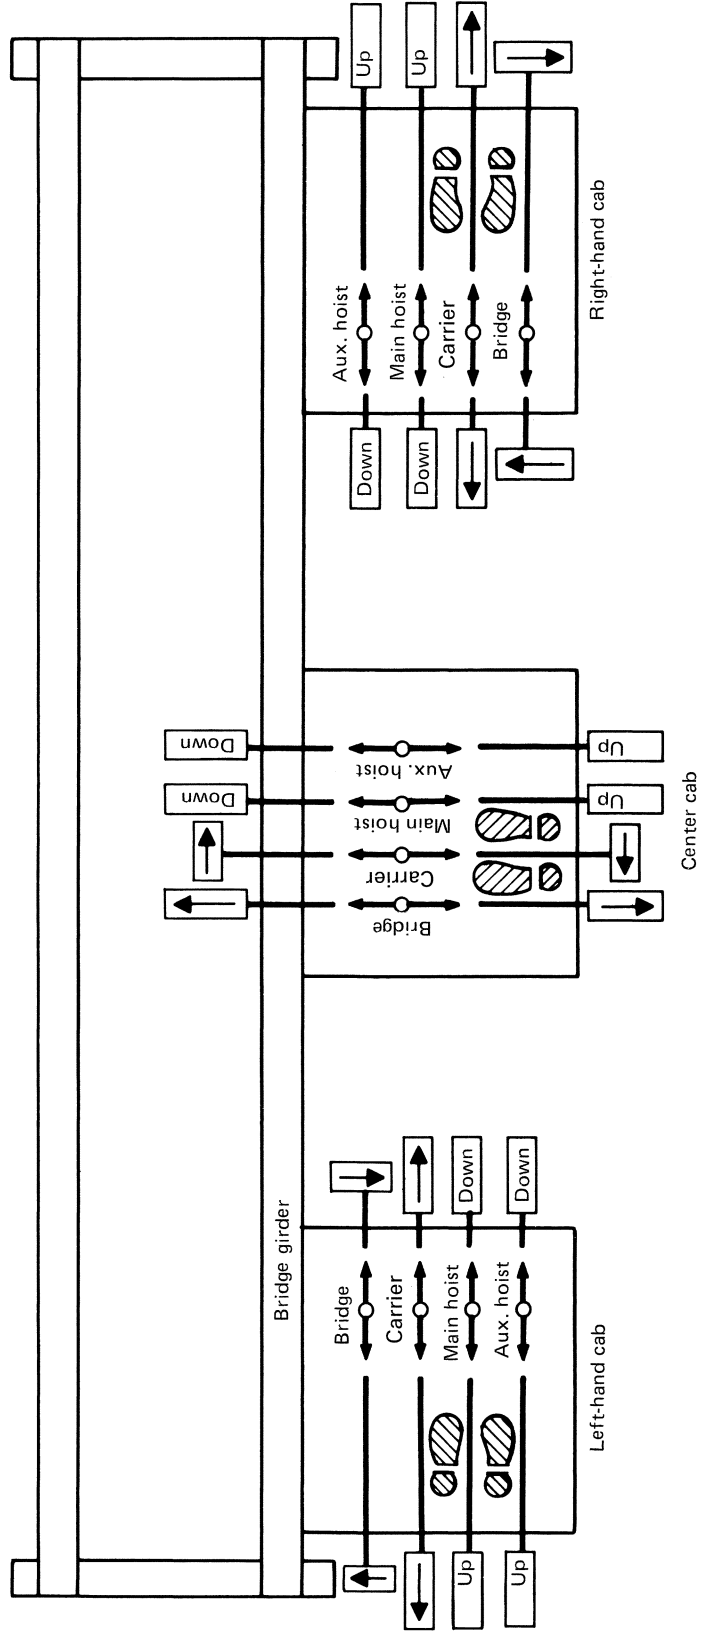 Up
Up
Aux. hoist
Main hoist
Carrier
Bridge
Down
Down
Right-hand cab
Down
Aux. hoist
Up
Down
Main hoist
Up
Carrier
Bridge
Center cab
Bridge girder
Down
Down
Bridge
Carrier
Main hoist
Aux. hoist
Up
Up
Left-hand cab